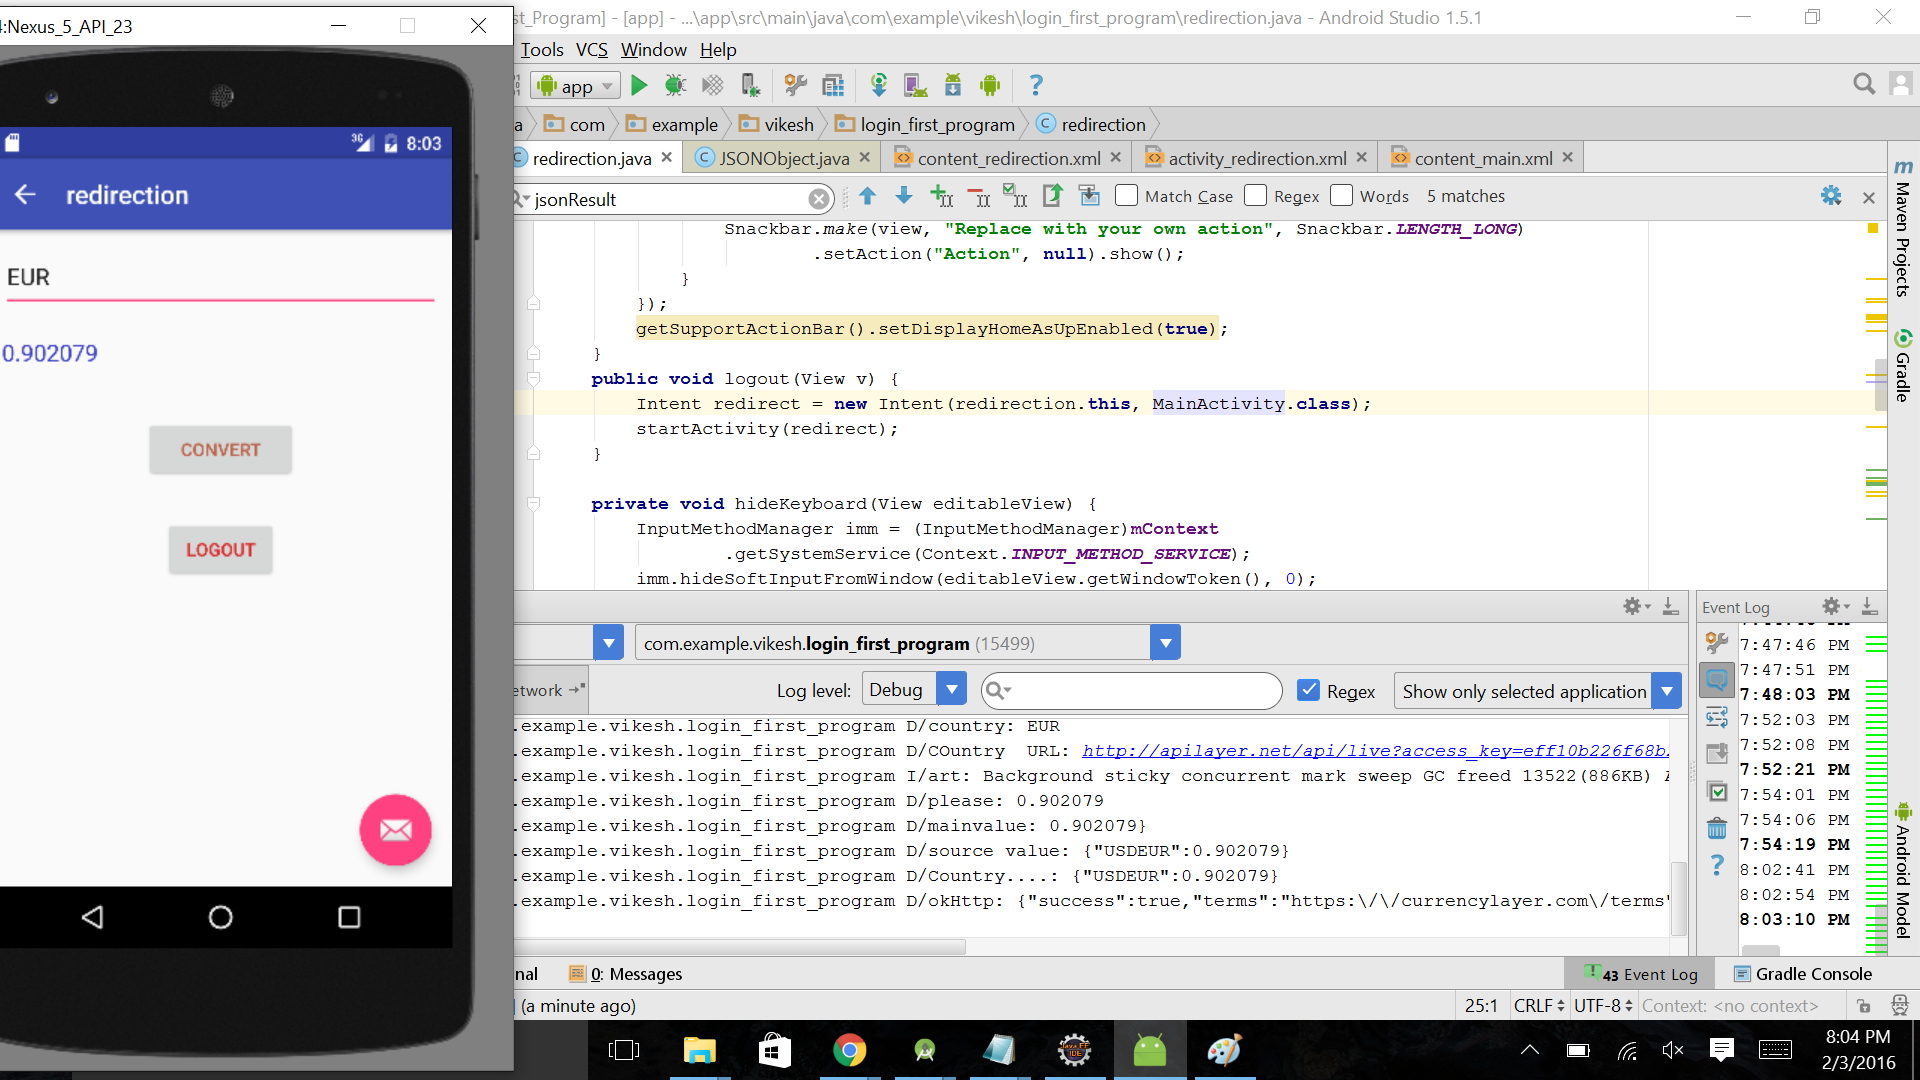 4:Nexus_5_API_23
st_Program] - [app] - ...\app\src\main\java\com\example\vikesh\login_first_program\redirection.java - Android Studio 1.5.1
Tools VCS Window Help
app
a com example vikesh login_first_program redirection
redirection.java JSONObject.java content_redirection.xml activity_redirection.xml content_main.xml
jsonResult Match Case Regex Words 5 matches
3G 8:03
redirection
EUR
0.902079
CONVERT
LOGOUT
Snackbar.make(view, "Replace with your own action", Snackbar.LENGTH_LONG)
.setAction("Action", null).show();
}
});
getSupportActionBar().setDisplayHomeAsUpEnabled(true);
}
public void logout(View v) {
Intent redirect = new Intent(redirection.this, MainActivity.class);
startActivity(redirect);
}
private void hideKeyboard(View editableView) {
InputMethodManager imm = (InputMethodManager)mContext
.getSystemService(Context.INPUT_METHOD_SERVICE);
imm.hideSoftInputFromWindow(editableView.getWindowToken(), 0);
Maven Projects
Gradle
Android Model
com.example.vikesh.login_first_program (15499)
etwork Log level: Debug Regex Show only selected application
.example.vikesh.login_first_program D/country: EUR
.example.vikesh.login_first_program D/COuntry URL: http://apilayer.net/api/live?access_key=eff10b226f68b
.example.vikesh.login_first_program I/art: Background sticky concurrent mark sweep GC freed 13522(886KB)
.example.vikesh.login_first_program D/please: 0.902079
.example.vikesh.login_first_program D/mainvalue: 0.902079}
.example.vikesh.login_first_program D/source value: {"USDEUR":0.902079}
.example.vikesh.login_first_program D/Country....: {"USDEUR":0.902079}
.example.vikesh.login_first_program D/okHttp: {"success":true,"terms":"https:\/\/currencylayer.com\/terms"
Event Log
7:47:46 PM
7:47:51 PM
7:48:03 PM
7:52:03 PM
7:52:08 PM
7:52:21 PM
7:54:01 PM
7:54:06 PM
7:54:19 PM
8:02:41 PM
8:02:54 PM
8:03:10 PM
nal 0: Messages 43 Event Log Gradle Console
(a minute ago) 25:1 CRLF UTF-8 Context: <no context>
8:04 PM
2/3/2016